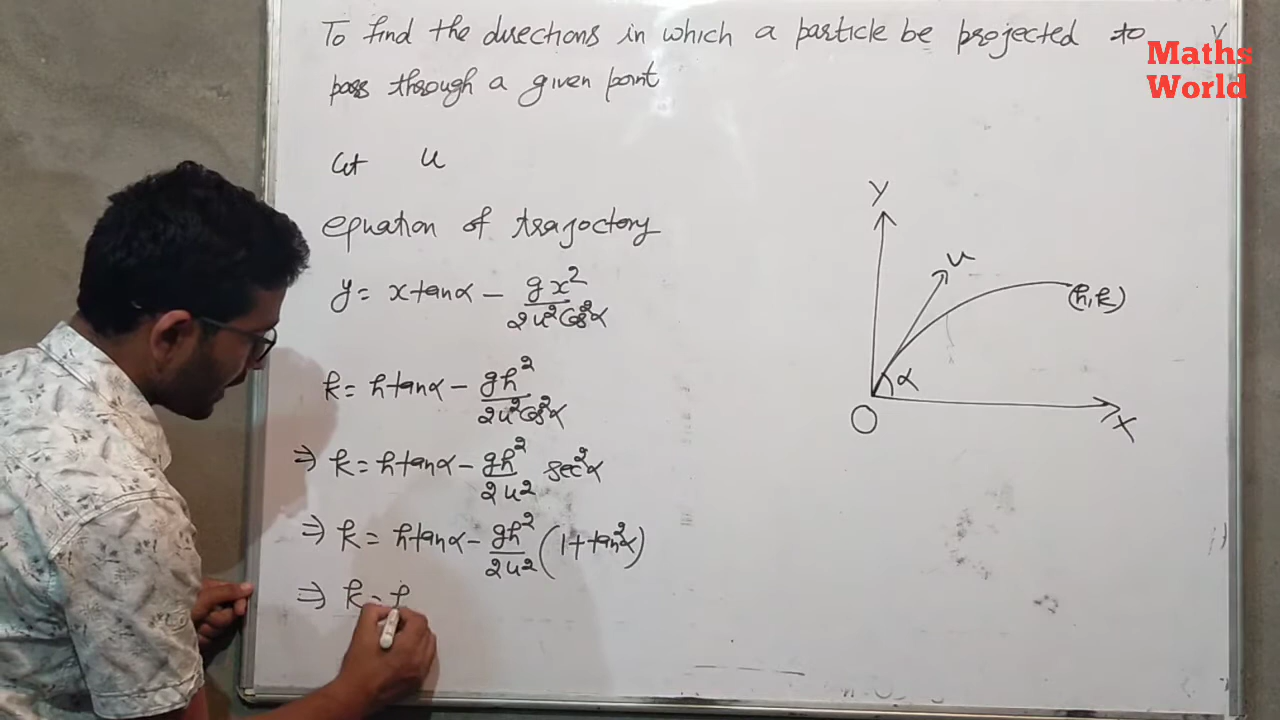 To find the directions in which a particle be projected to
pass through a given point
Maths
World
Let u
equation of trajectory
y = x tanα − gx²/2u²Cos²α
k = h tanα − gh²/2u²Cos²α
⇒ k = h tanα − gh²/2u² sec²α
⇒ k = h tanα − gh²/2u² (1 + tan²α)
⇒ k = h
Y
u
(h, k)
α
O
X